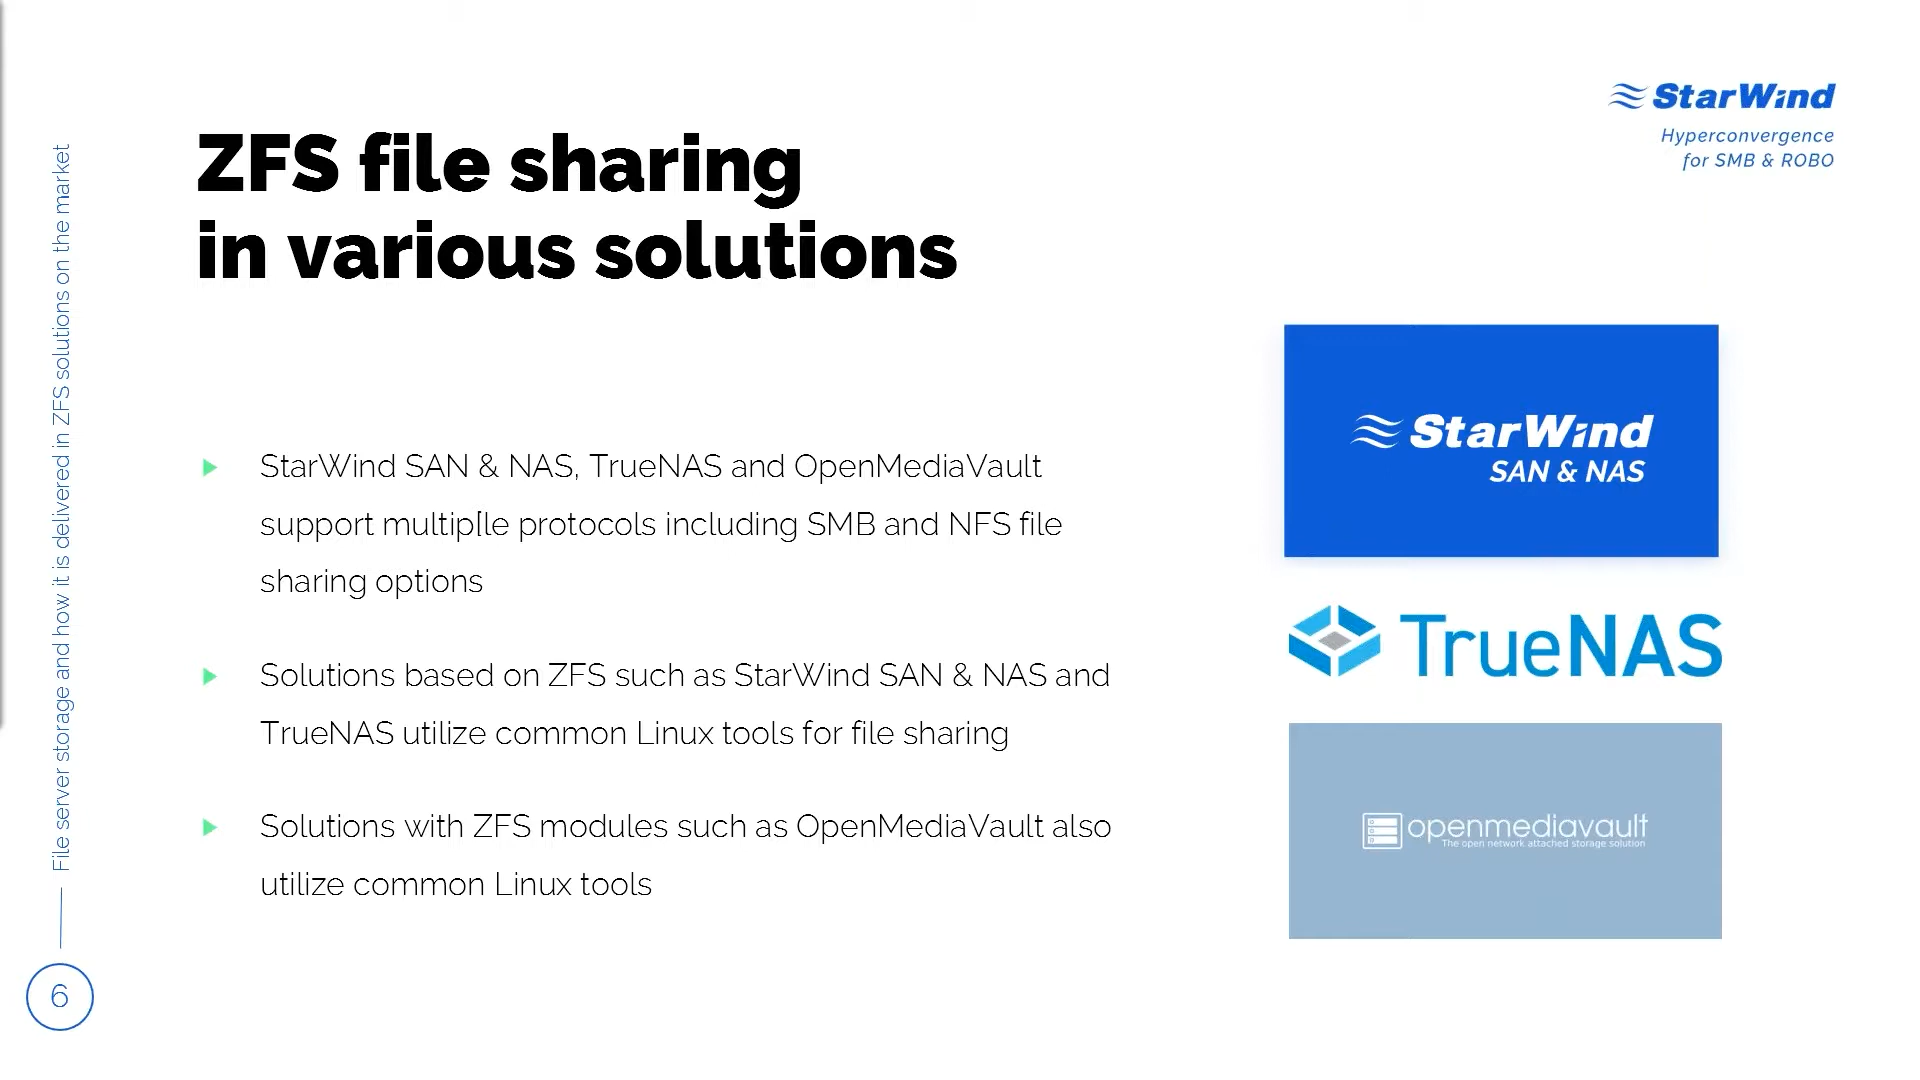 StarWind
Hyperconvergence
for SMB & ROBO
ZFS file sharing
in various solutions
StarWind SAN & NAS, TrueNAS and OpenMediaVault
support multip[le protocols including SMB and NFS file
sharing options
Solutions based on ZFS such as StarWind SAN & NAS and
TrueNAS utilize common Linux tools for file sharing
Solutions with ZFS modules such as OpenMediaVault also
utilize common Linux tools
StarWind
SAN & NAS
TrueNAS
openmediavault
The open network attached storage solution
File server storage and how it is delivered in ZFS solutions on the market
6